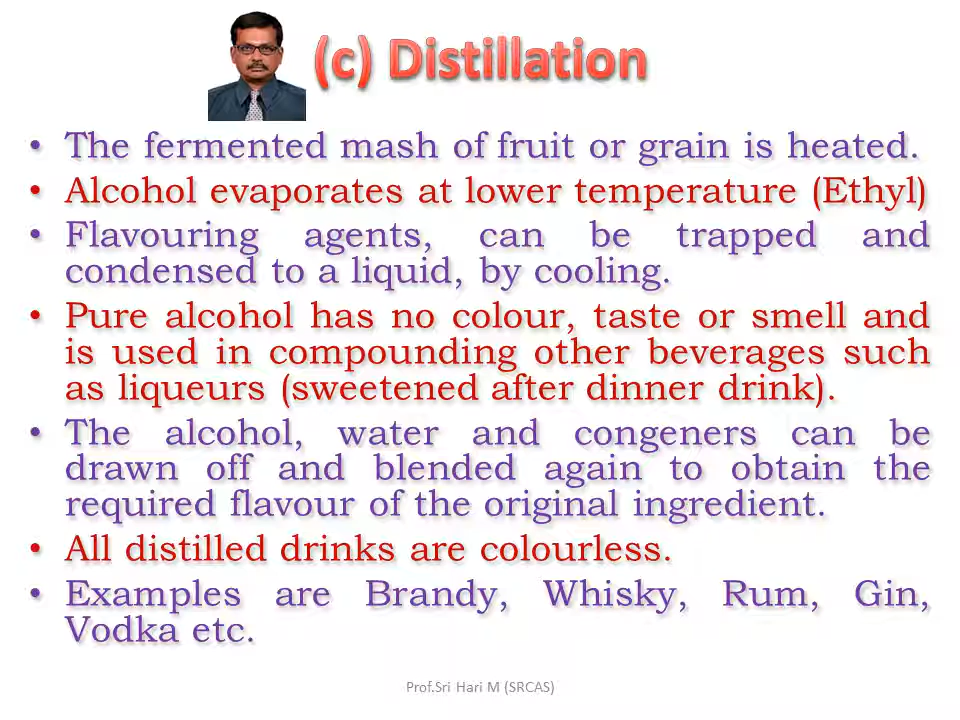 (c) Distillation
• The fermented mash of fruit or grain is heated.
• Alcohol evaporates at lower temperature (Ethyl)
• Flavouring agents, can be trapped and
condensed to a liquid, by cooling.
• Pure alcohol has no colour, taste or smell and
is used in compounding other beverages such
as liqueurs (sweetened after dinner drink).
• The alcohol, water and congeners can be
drawn off and blended again to obtain the
required flavour of the original ingredient.
• All distilled drinks are colourless.
• Examples are Brandy, Whisky, Rum, Gin,
Vodka etc.
Prof.Sri Hari M (SRCAS)